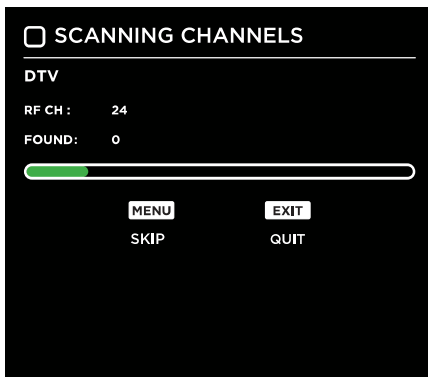 SCANNING CHANNELS
DTV
RF CH : 24
FOUND: 0
MENU EXIT
SKIP QUIT